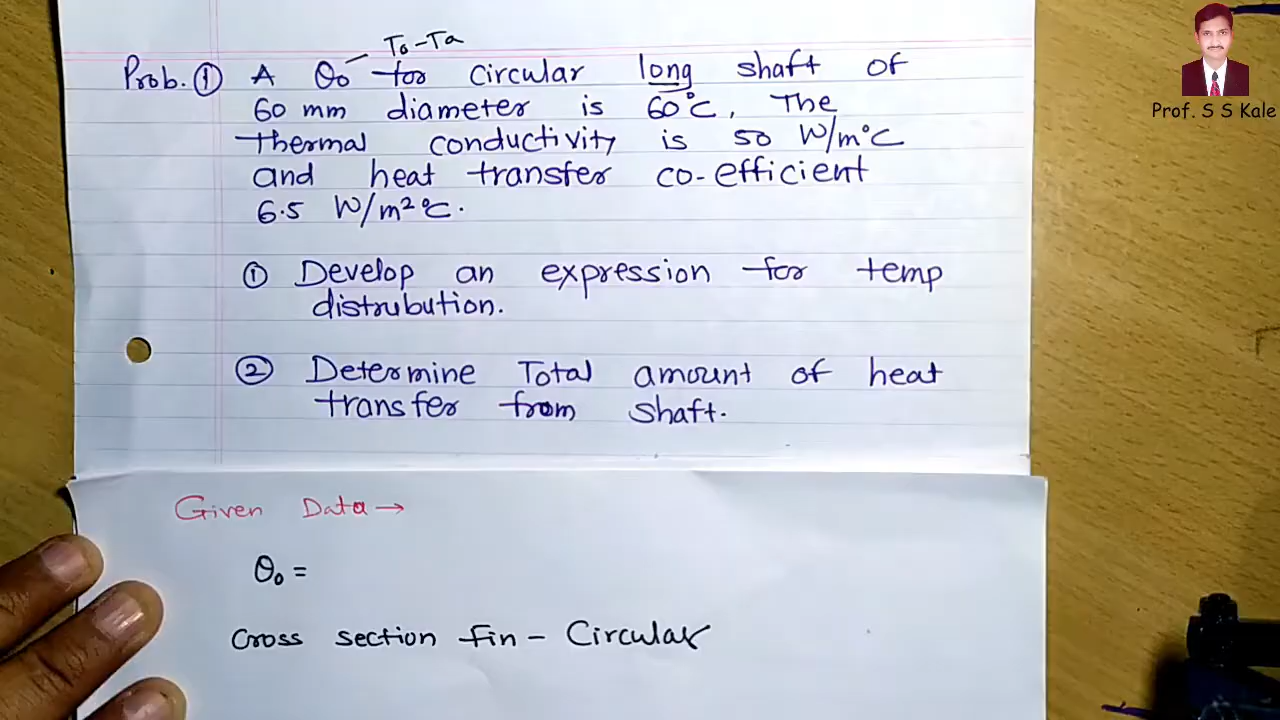 To-Ta
Prob. ① A θo for circular long shaft of
60 mm diameter is 60°C. The
thermal conductivity is 50 W/m°C
and heat transfer co-efficient
6.5 W/m²°C.
① Develop an expression for temp
distrubution.
② Determine Total amount of heat
transfer from shaft.
Given Data →
θo =
Cross section fin - Circular
Prof. S S Kale